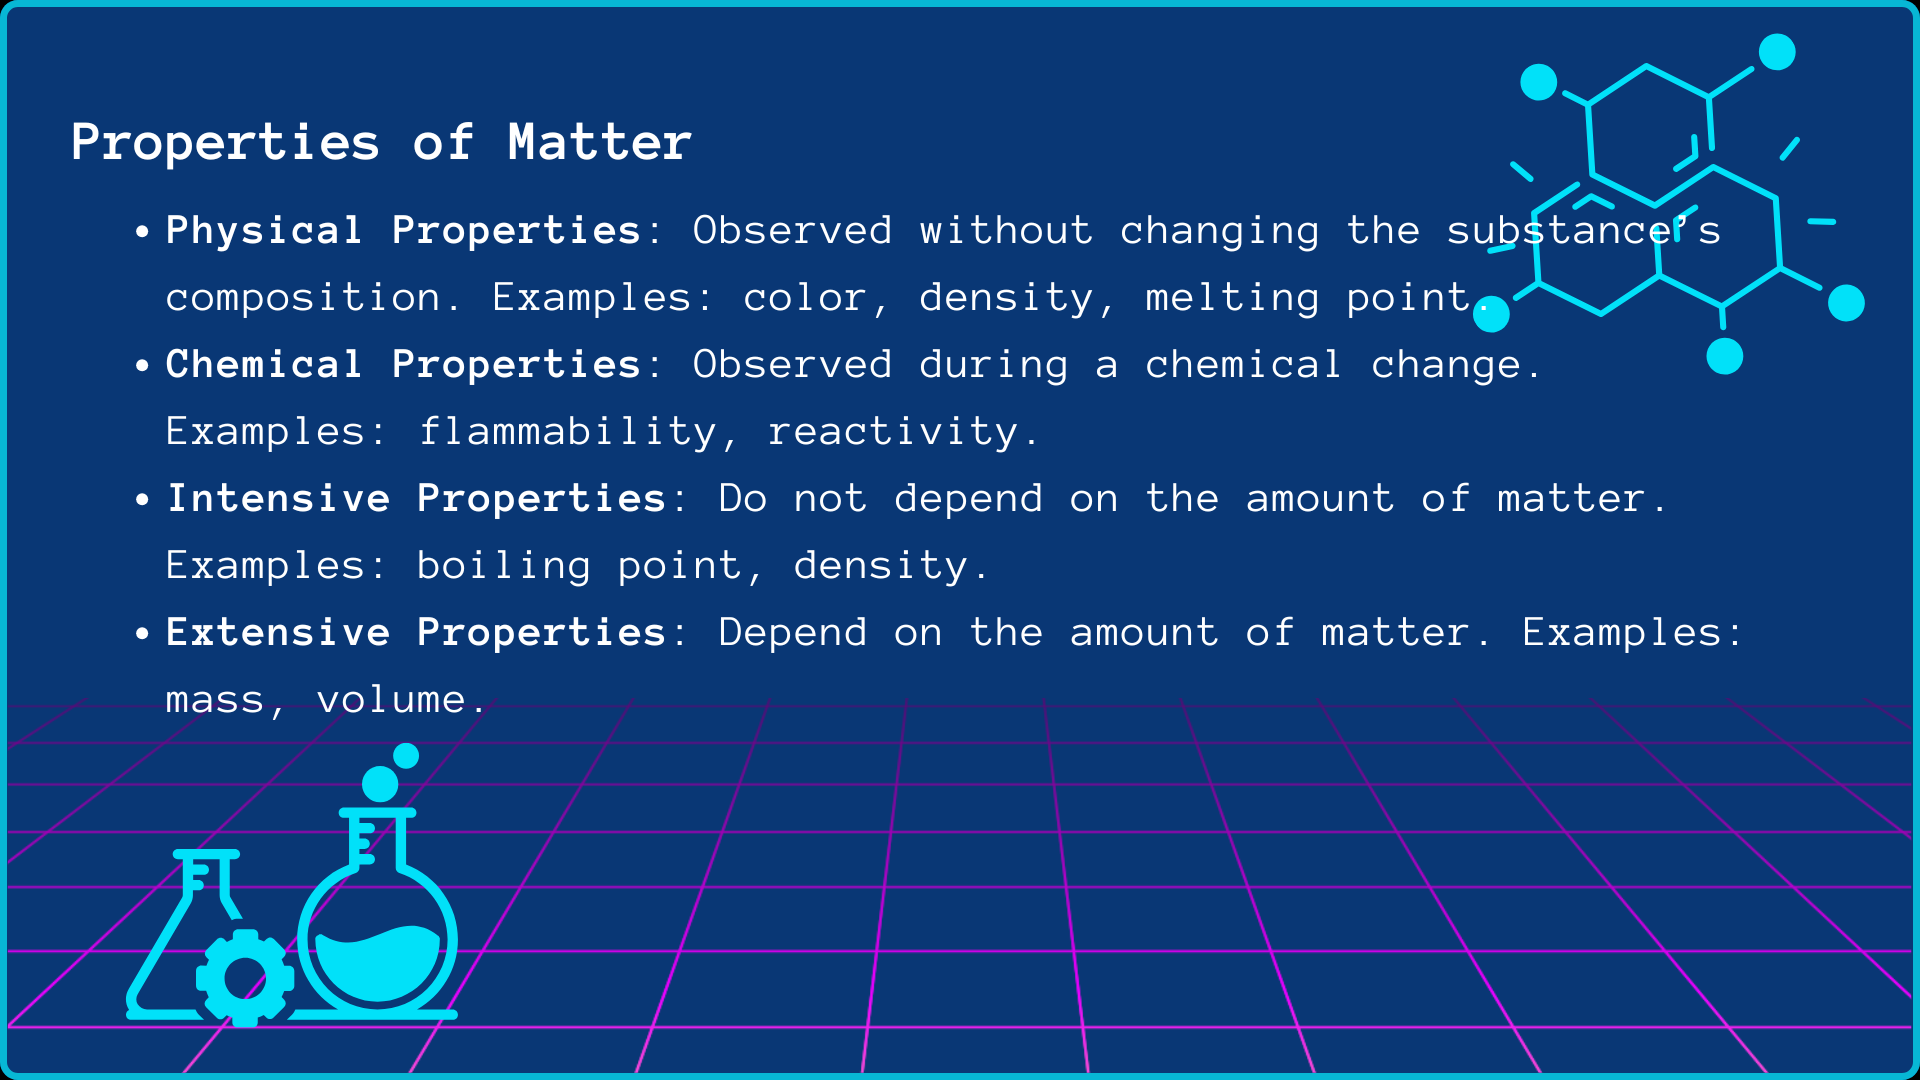 Properties of Matter
• Physical Properties: Observed without changing the substance’s
composition. Examples: color, density, melting point.
• Chemical Properties: Observed during a chemical change.
Examples: flammability, reactivity.
• Intensive Properties: Do not depend on the amount of matter.
Examples: boiling point, density.
• Extensive Properties: Depend on the amount of matter. Examples:
mass, volume.